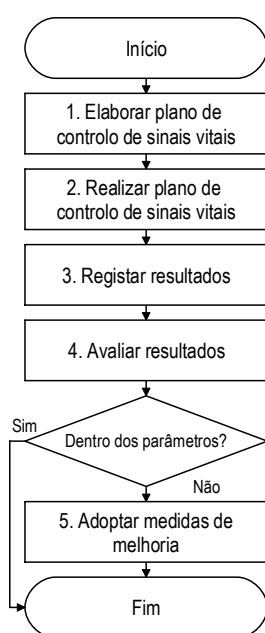 Início
1. Elaborar plano de
controlo de sinais vitais
2. Realizar plano de
controlo de sinais vitais
3. Registar resultados
4. Avaliar resultados
Sim
Dentro dos parâmetros?
Não
5. Adoptar medidas de
melhoria
Fim